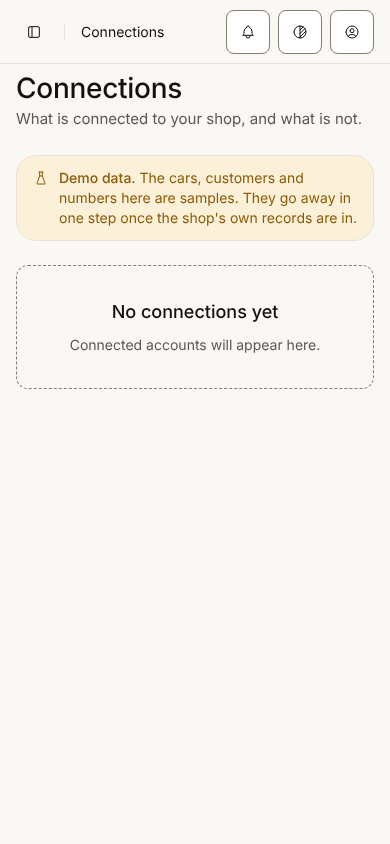 Connections
Connections
What is connected to your shop, and what is not.
Demo data. The cars, customers and
numbers here are samples. They go away in
one step once the shop's own records are in.
No connections yet
Connected accounts will appear here.